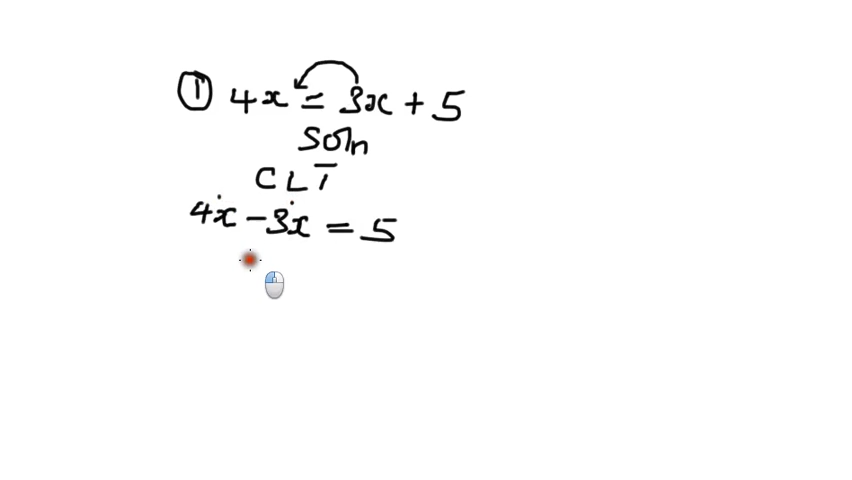 ① 4x = 3x + 5
Soln
CLT
4x - 3x = 5